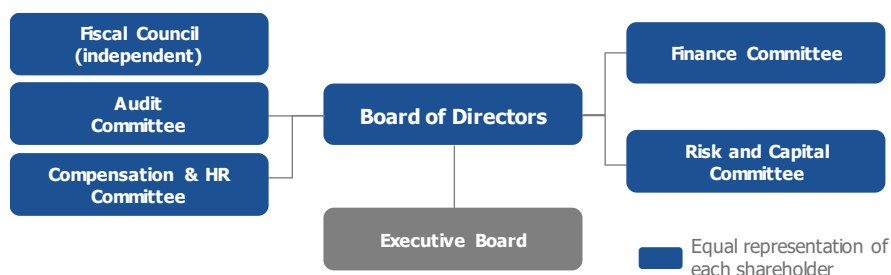 Fiscal Council
(independent)
Audit
Committee
Compensation & HR
Committee
Board of Directors
Executive Board
Finance Committee
Risk and Capital
Committee
Equal representation of
each shareholder